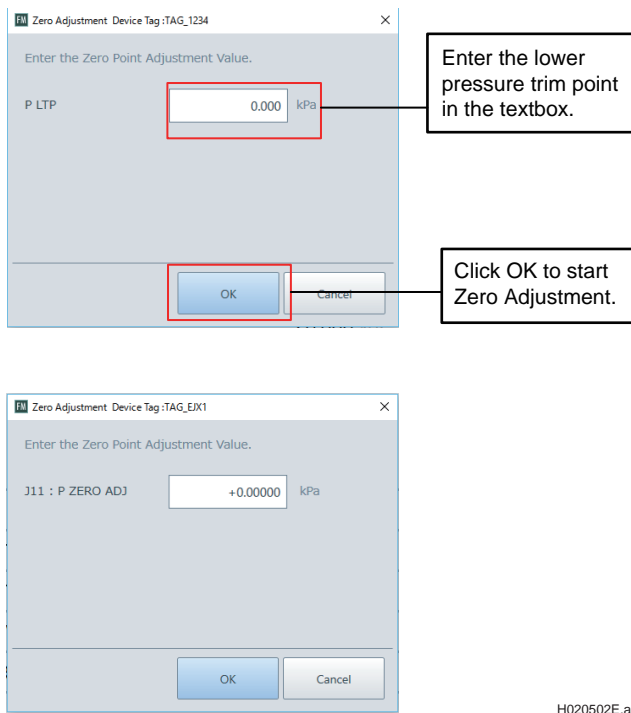 FM Zero Adjustment Device Tag :TAG_1234
Enter the Zero Point Adjustment Value.
P LTP 0.000 kPa
Enter the lower
pressure trim point
in the textbox.
OK Cancel
Click OK to start
Zero Adjustment.
FM Zero Adjustment Device Tag :TAG_EJX1
Enter the Zero Point Adjustment Value.
J11 : P ZERO ADJ +0.00000 kPa
OK Cancel
H020502E.a